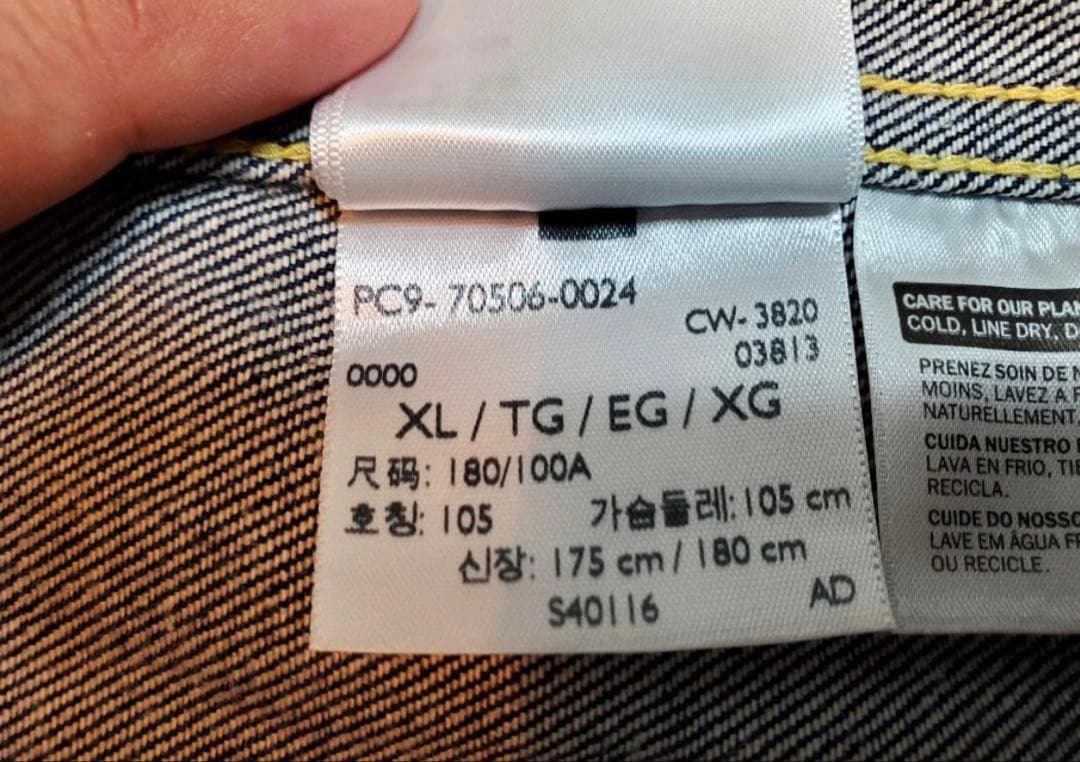 PC9- 70506-0024
CW- 3820
03813
0000
XL / TG / EG / XG
尺码: 180/100A
호칭: 105 가슴둘레: 105 cm
신장: 175 cm / 180 cm
S40116
AD
CARE FOR OUR
COLD, LINE DRY,
PRENEZ SOIN DE
MOINS, LAVEZ A
NATURELLEMENT
CUIDA NUESTRO
LAVA EN FRIO,
RECICLA.
CUIDE DO
LAVE EM ÁGUA
OU RECICLE.